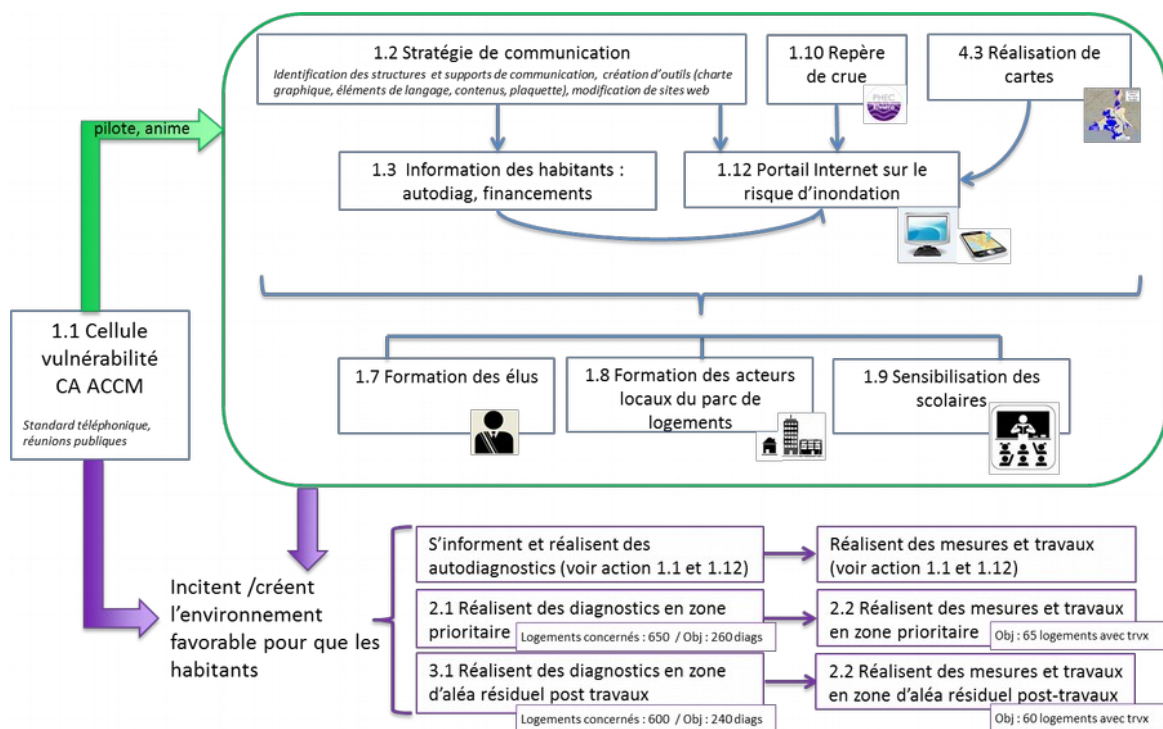 1.2 Stratégie de communication
Identification des structures et supports de communication, création d'outils (charte
graphique, éléments de langage, contenus, plaquette), modification de sites web
1.10 Repère
de crue
PHEC
4.3 Réalisation de
cartes
pilote, anime
1.3 Information des habitants :
autodiag, financements
1.12 Portail Internet sur le
risque d'inondation
1.1 Cellule
vulnérabilité
CA ACCM
Standard téléphonique,
réunions publiques
1.7 Formation des élus
1.8 Formation des acteurs
locaux du parc de
logements
1.9 Sensibilisation des
scolaires
Incitent /créent
l'environnement
favorable pour que les
habitants
S'informent et réalisent des
autodiagnostics (voir action 1.1 et 1.12)
Réalisent des mesures et travaux
(voir action 1.1 et 1.12)
2.1 Réalisent des diagnostics en zone
prioritaire
Logements concernés : 650 / Obj : 260 diags
2.2 Réalisent des mesures et travaux
en zone prioritaire
Obj : 65 logements avec trvx
3.1 Réalisent des diagnostics en zone
d'aléa résiduel post travaux
Logements concernés : 600 / Obj : 240 diags
2.2 Réalisent des mesures et travaux
en zone d'aléa résiduel post-travaux
Obj : 60 logements avec trvx